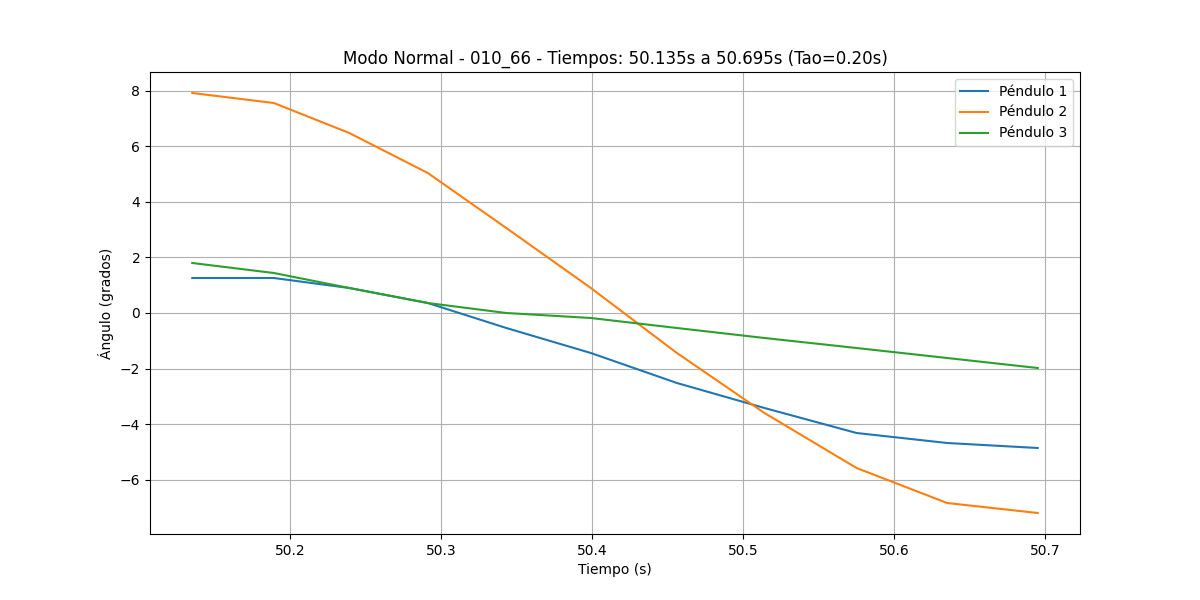 Modo Normal - 010_66 - Tiempos: 50.135s a 50.695s (Tao=0.20s)
Péndulo 1
Péndulo 2
Péndulo 3
Ángulo (grados)
8
6
4
2
0
−2
−4
−6
50.2 50.3 50.4 50.5 50.6 50.7
Tiempo (s)